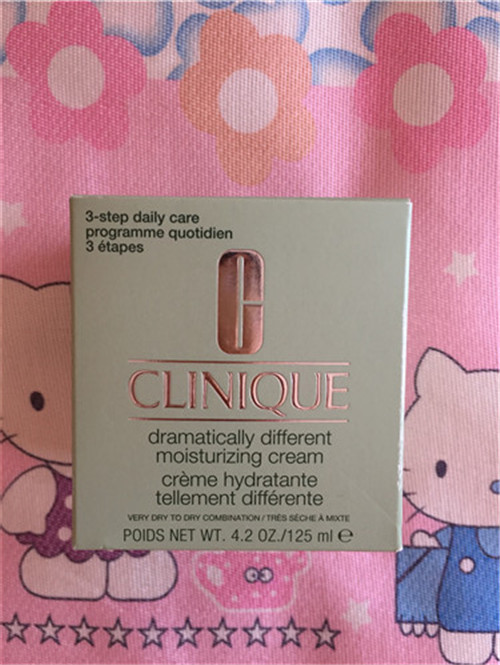 3-step daily care
programme quotidien
3 étapes
C
CLINIQUE
dramatically different
moisturizing cream
crème hydratante
tellement différente
VERY DRY TO DRY COMBINATION / TRÈS SÈCHE À MIXTE
POIDS NET WT. 4.2 OZ./125 ml ℮